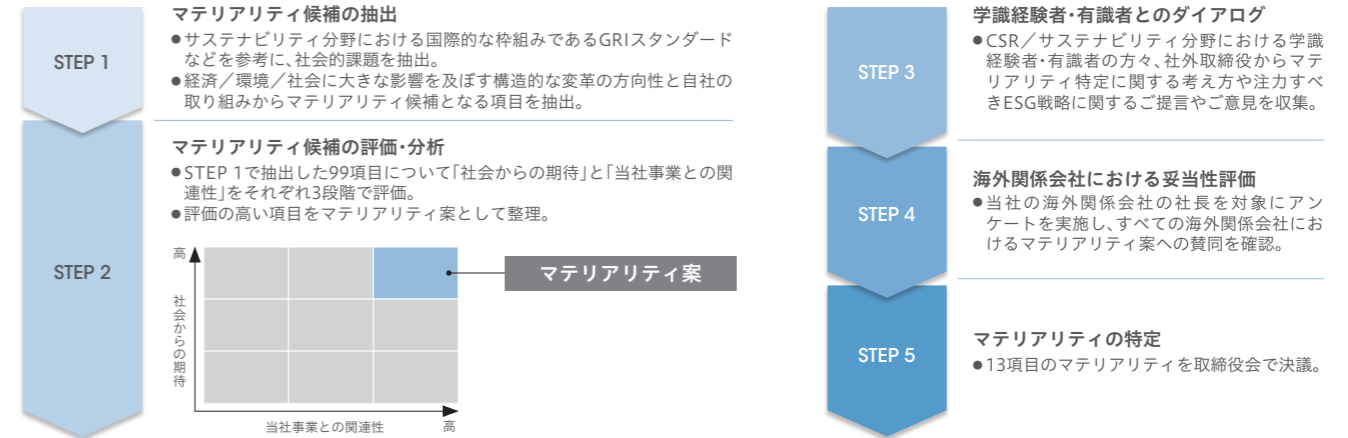 STEP 1
マテリアリティ候補の抽出
●サステナビリティ分野における国際的な枠組みであるGRIスタンダード
などを参考に、社会的課題を抽出。
●経済／環境／社会に大きな影響を及ぼす構造的な変革の方向性と自社の
取り組みからマテリアリティ候補となる項目を抽出。
STEP 2
マテリアリティ候補の評価・分析
●STEP 1で抽出した99項目について「社会からの期待」と「当社事業との関
連性」をそれぞれ3段階で評価。
●評価の高い項目をマテリアリティ案として整理。
高
社会からの期待
マテリアリティ案
当社事業との関連性
高
STEP 3
学識経験者・有識者とのダイアログ
●CSR／サステナビリティ分野における学識
経験者・有識者の方々、社外取締役からマテ
リアリティ特定に関する考え方や注力すべ
きESG戦略に関するご提言やご意見を収集。
STEP 4
海外関係会社における妥当性評価
●当社の海外関係会社の社長を対象にアン
ケートを実施し、すべての海外関係会社にお
けるマテリアリティ案への賛同を確認。
STEP 5
マテリアリティの特定
●13項目のマテリアリティを取締役会で決議。